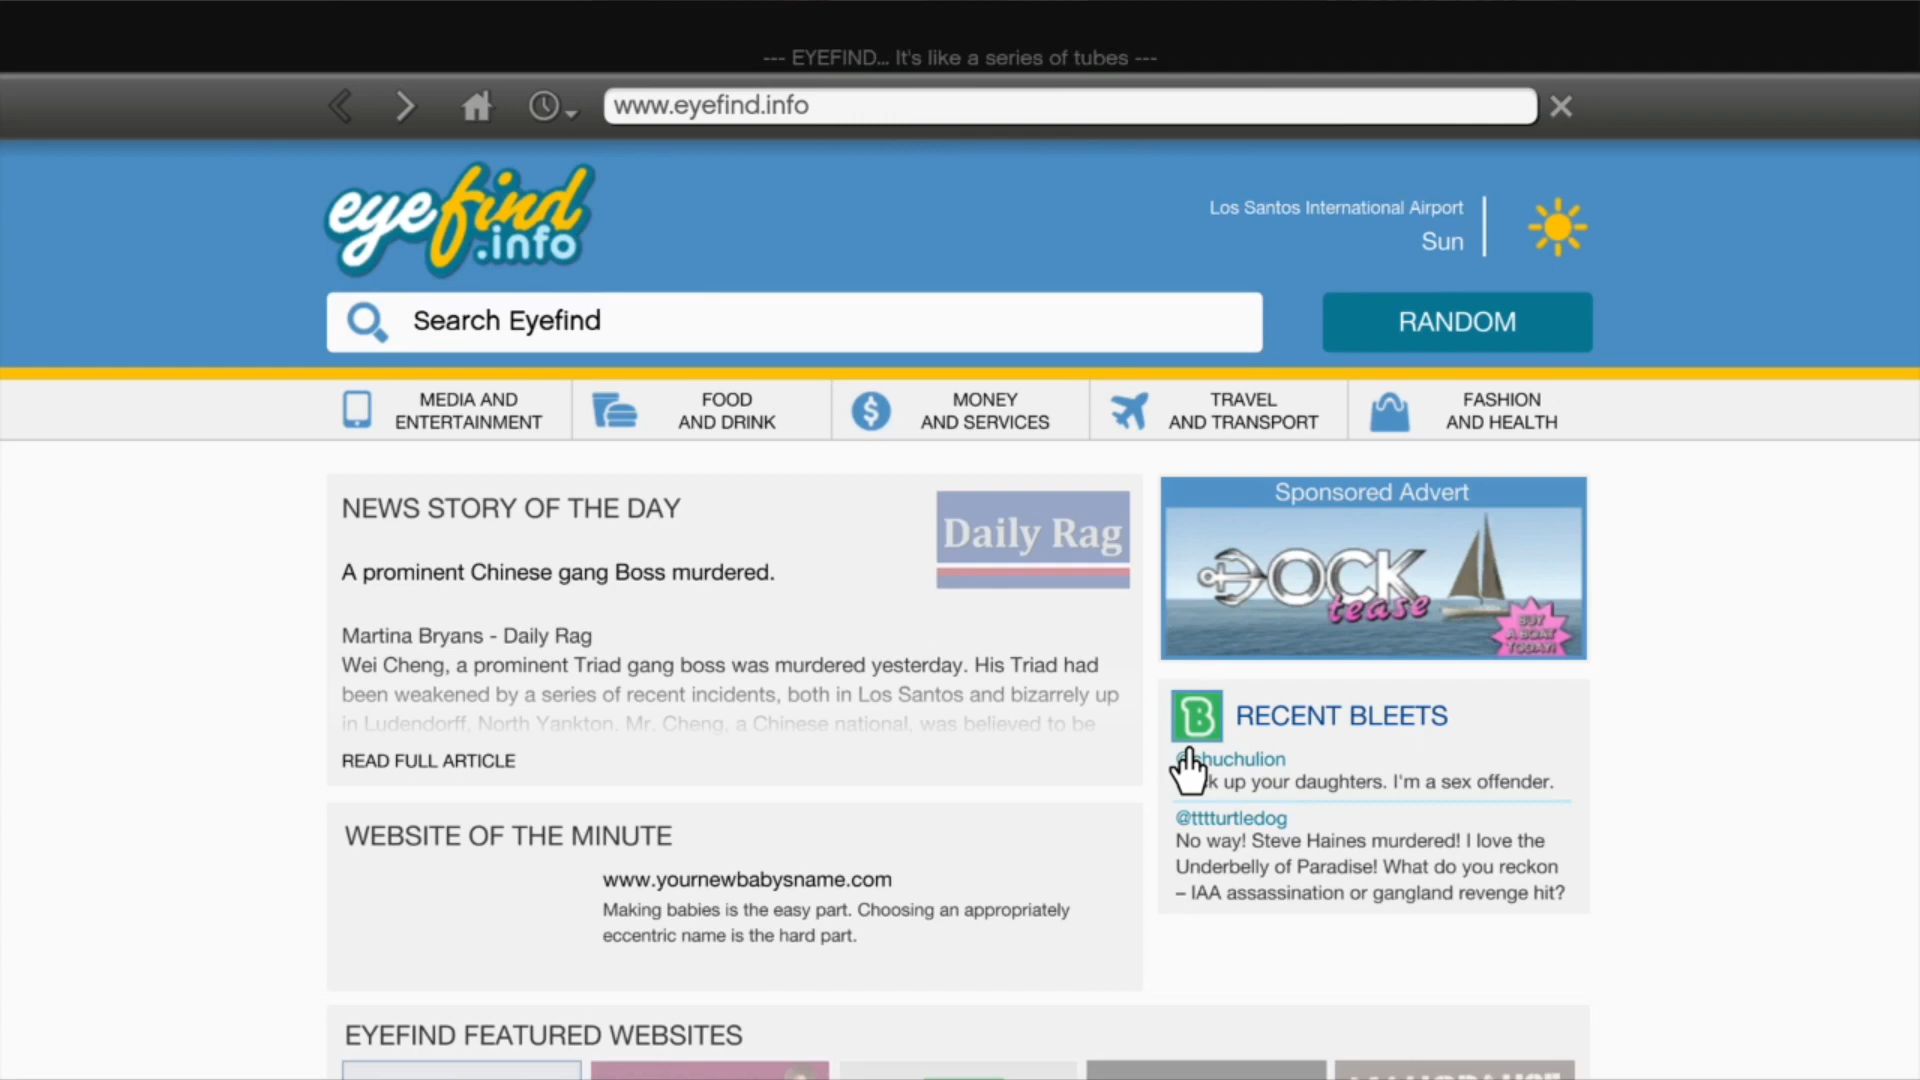 --- EYEFIND... It's like a series of tubes ---
www.eyefind.info
eyefind
.info
Los Santos International Airport
Sun
Search Eyefind
RANDOM
MEDIA AND
ENTERTAINMENT
FOOD
AND DRINK
MONEY
AND SERVICES
TRAVEL
AND TRANSPORT
FASHION
AND HEALTH
NEWS STORY OF THE DAY
Daily Rag
A prominent Chinese gang Boss murdered.
Martina Bryans - Daily Rag
Wei Cheng, a prominent Triad gang boss was murdered yesterday. His Triad had
been weakened by a series of recent incidents, both in Los Santos and bizarrely up
in Ludendorff, North Yankton. Mr. Cheng, a Chinese national, was believed to be
READ FULL ARTICLE
Sponsored Advert
DOCK
tease
BUY
A BOAT
TODAY!
B RECENT BLEETS
up your daughters. I'm a sex offender.
@tttturtledog
No way! Steve Haines murdered! I love the
Underbelly of Paradise! What do you reckon
– IAA assassination or gangland revenge hit?
WEBSITE OF THE MINUTE
www.yournewbabysname.com
Making babies is the easy part. Choosing an appropriately
eccentric name is the hard part.
EYEFIND FEATURED WEBSITES